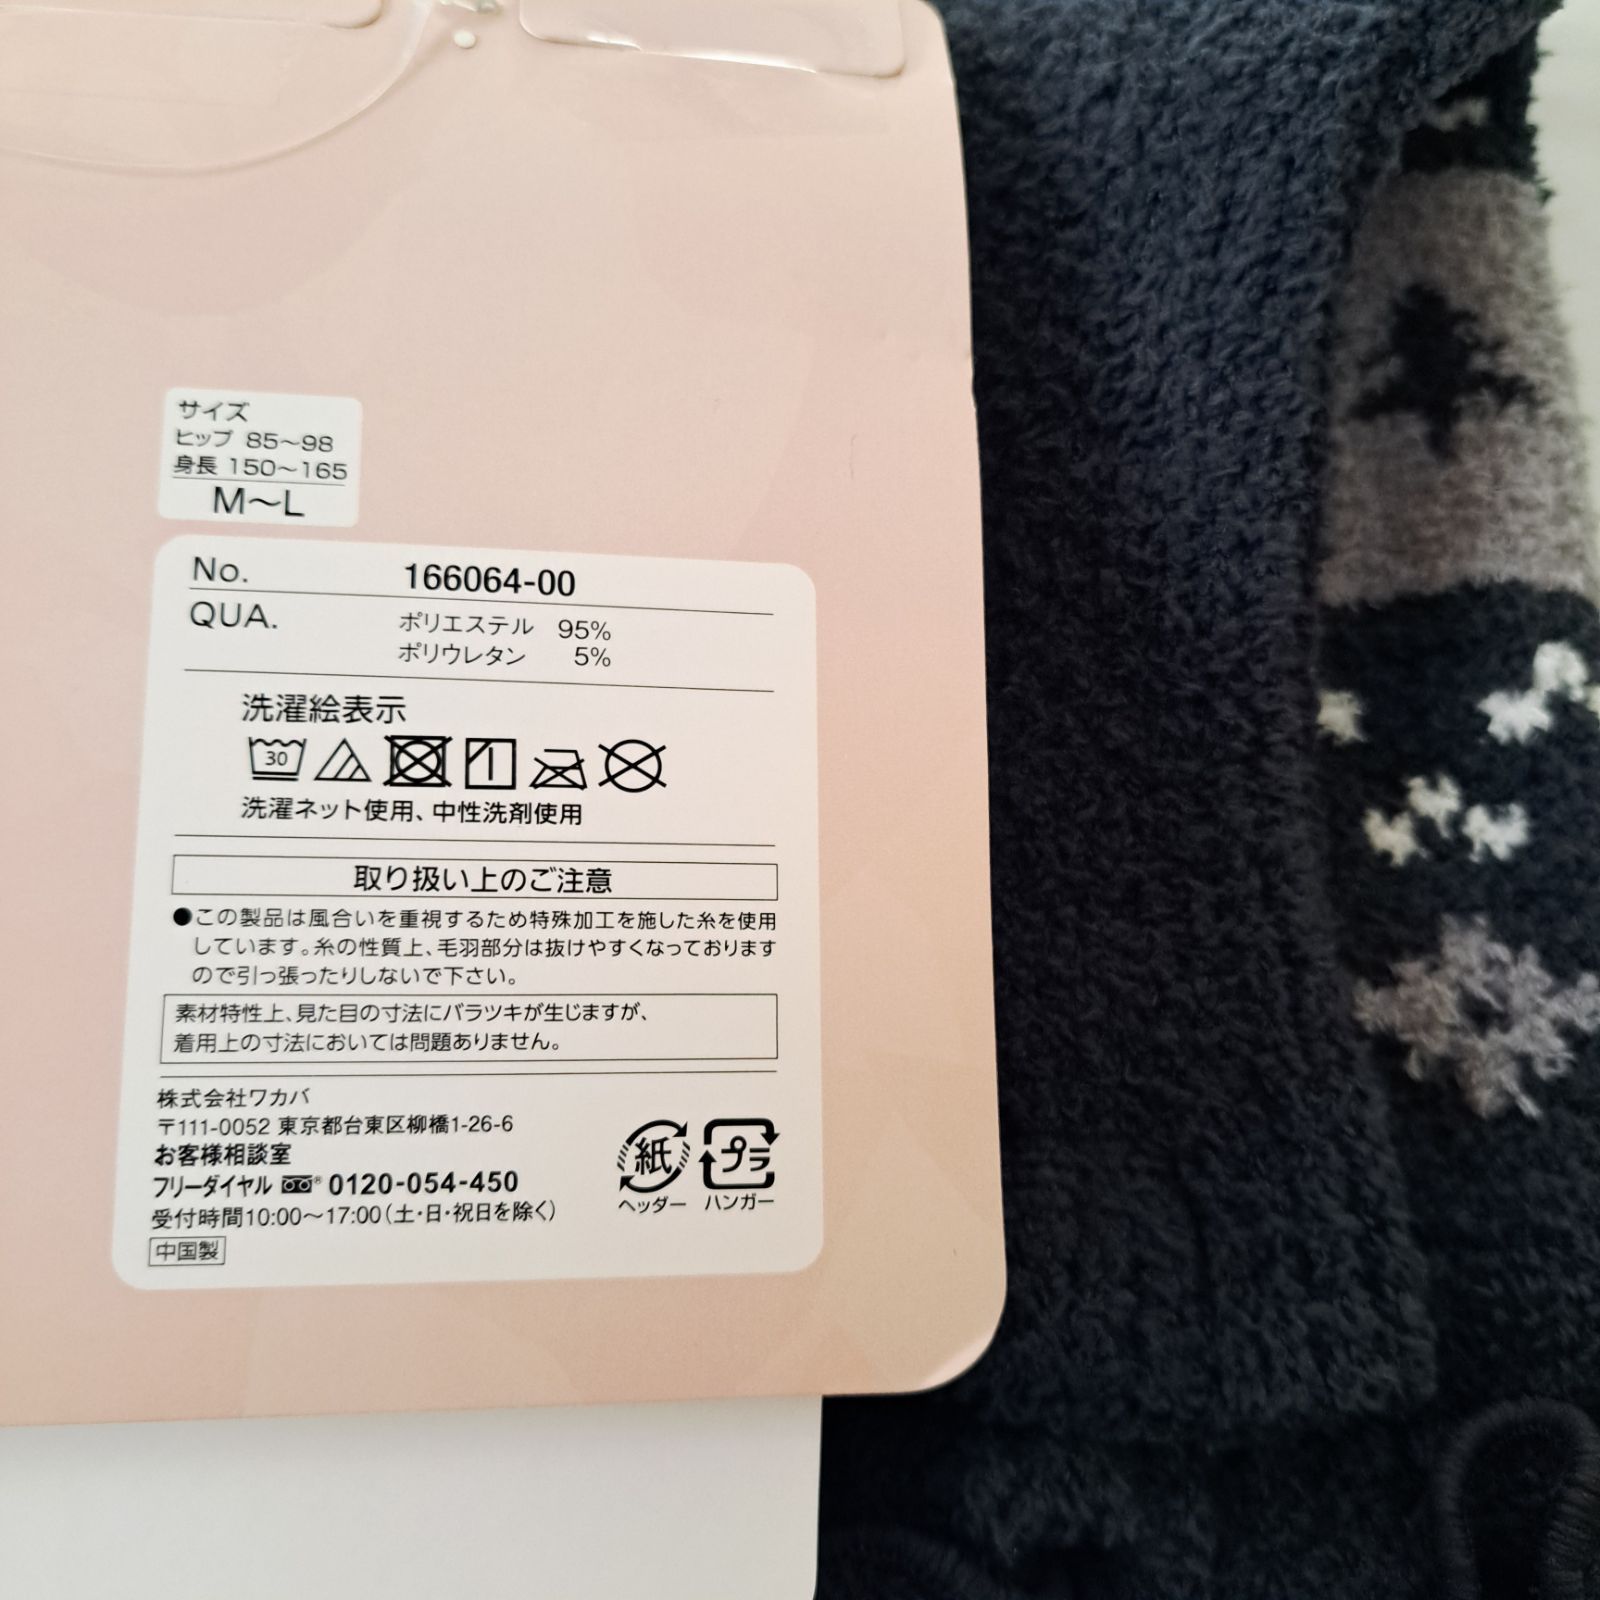 サイズ
ヒップ 85〜98
身長 150〜165
M〜L
No. 166064-00
QUA. ポリエステル 95%
ポリウレタン 5%
洗濯絵表示
30
洗濯ネット使用、中性洗剤使用
取り扱い上のご注意
●この製品は風合いを重視するため特殊加工を施した糸を使用
しています。糸の性質上、毛羽部分は抜けやすくなっております
ので引っ張ったりしないで下さい。
素材特性上、見た目の寸法にバラツキが生じますが、
着用上の寸法においては問題ありません。
株式会社ワカバ
〒111-0052 東京都台東区柳橋1-26-6
お客様相談室
フリーダイヤル 0120-054-450
受付時間10:00〜17:00(土・日・祝日を除く)
中国製
紙 プラ
ヘッダー ハンガー